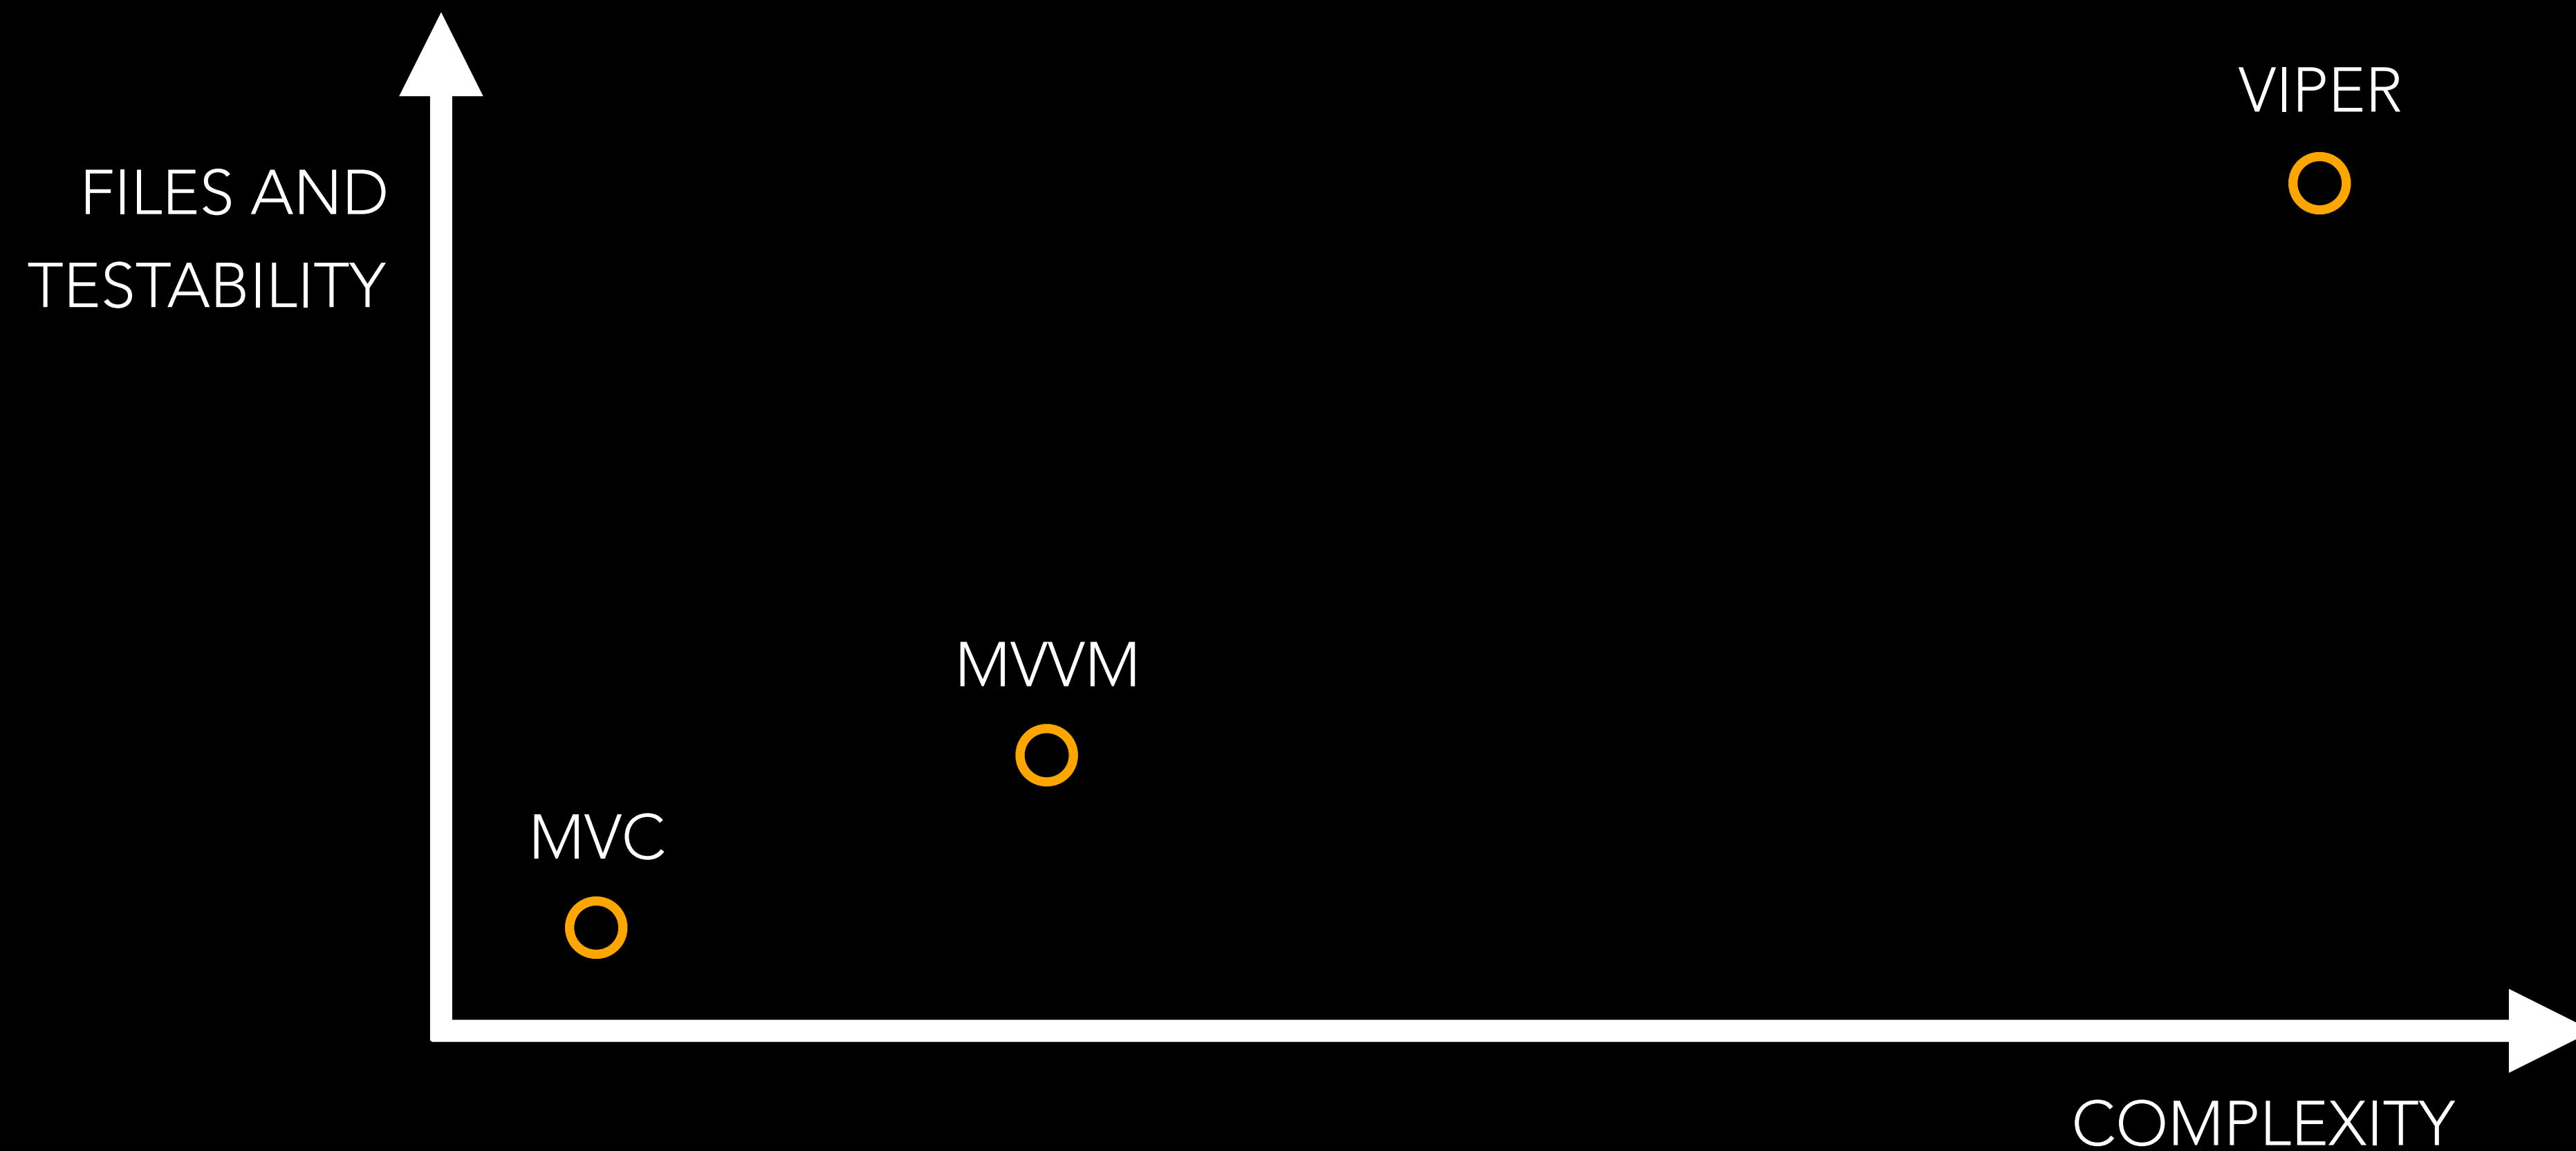 VIPER
FILES AND
TESTABILITY
MVVM
MVC
COMPLEXITY